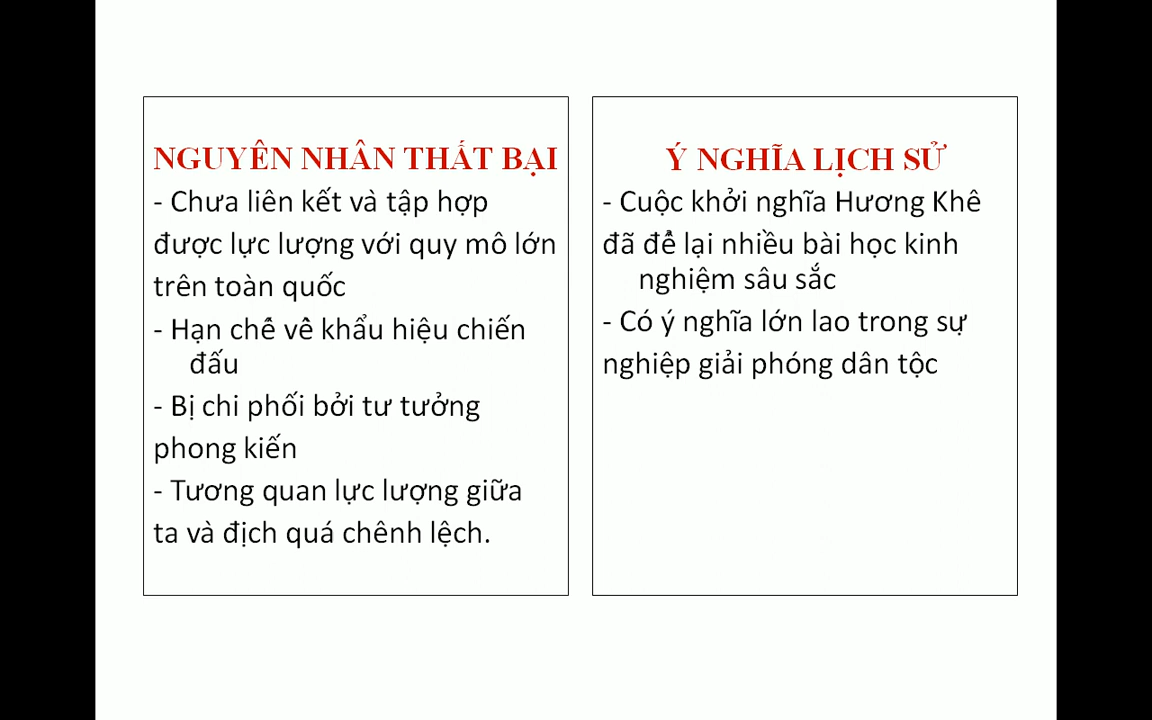 NGUYÊN NHÂN THẤT BẠI
- Chưa liên kết và tập hợp
được lực lượng với quy mô lớn
trên toàn quốc
- Hạn chế về khẩu hiệu chiến
đấu
- Bị chi phối bởi tư tưởng
phong kiến
- Tương quan lực lượng giữa
ta và địch quá chênh lệch.
Ý NGHĨA LỊCH SỬ
- Cuộc khởi nghĩa Hương Khê
đã để lại nhiều bài học kinh
nghiệm sâu sắc
- Có ý nghĩa lớn lao trong sự
nghiệp giải phóng dân tộc